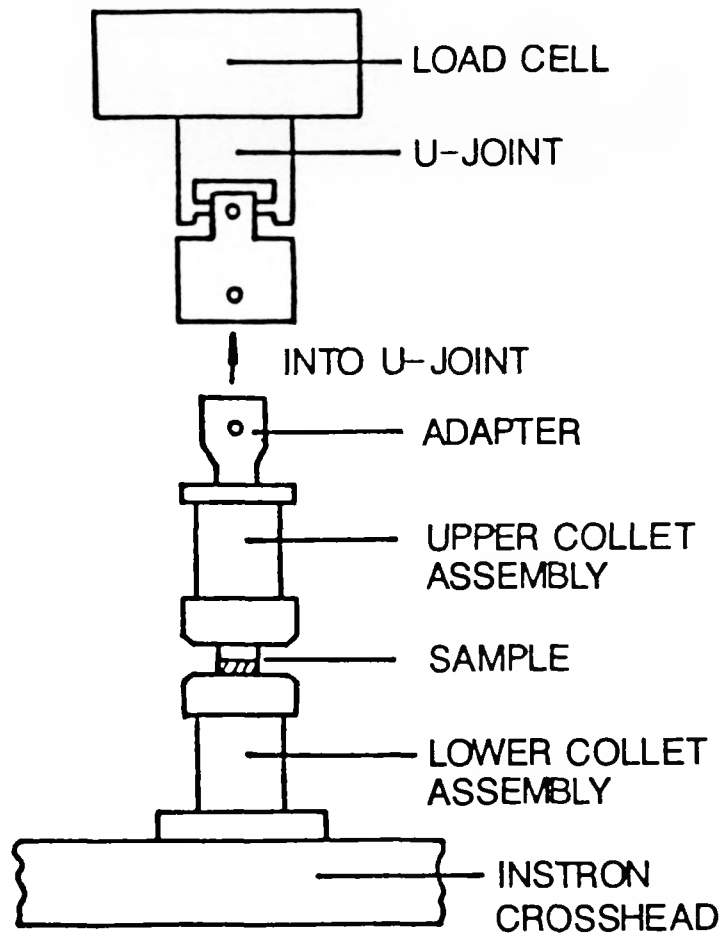 LOAD CELL
U-JOINT
INTO U-JOINT
ADAPTER
UPPER COLLET
ASSEMBLY
SAMPLE
LOWER COLLET
ASSEMBLY
INSTRON
CROSSHEAD